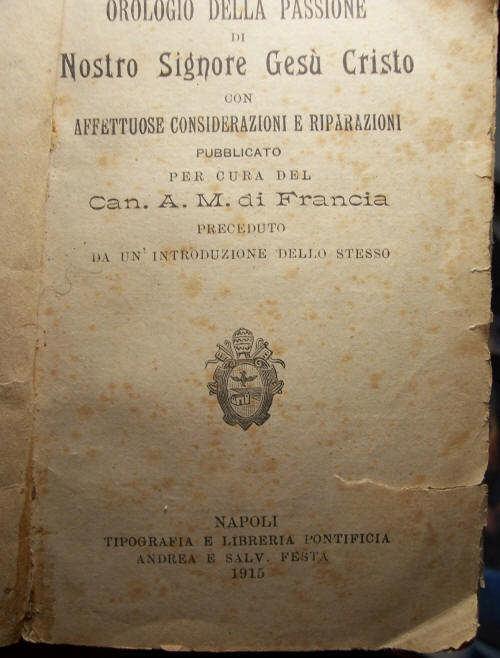 OROLOGIO DELLA PASSIONE
DI
Nostro Signore Gesù Cristo
CON
AFFETTUOSE CONSIDERAZIONI E RIPARAZIONI
PUBBLICATO
PER CURA DEL
Can. A. M. di Francia
PRECEDUTO
DA UN' INTRODUZIONE DELLO STESSO
NAPOLI
TIPOGRAFIA E LIBRERIA PONTIFICIA
ANDREA E SALV. FESTA
1915